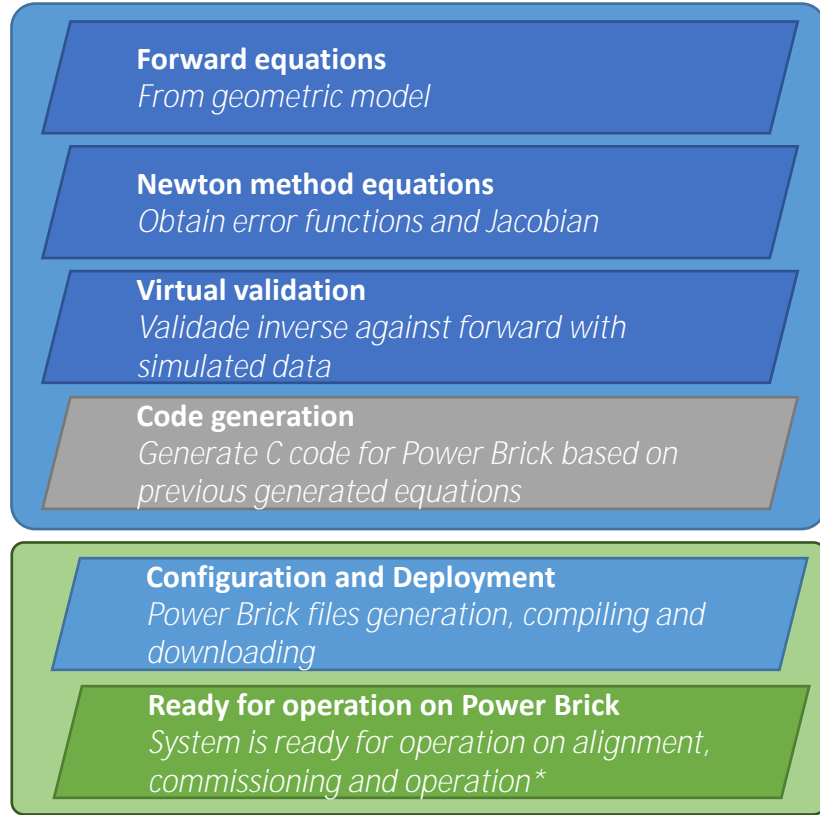 Forward equations
From geometric model
Newton method equations
Obtain error functions and Jacobian
Virtual validation
Validade inverse against forward with
simulated data
Code generation
Generate C code for Power Brick based on
previous generated equations
Configuration and Deployment
Power Brick files generation, compiling and
downloading
Ready for operation on Power Brick
System is ready for operation on alignment,
commissioning and operation*